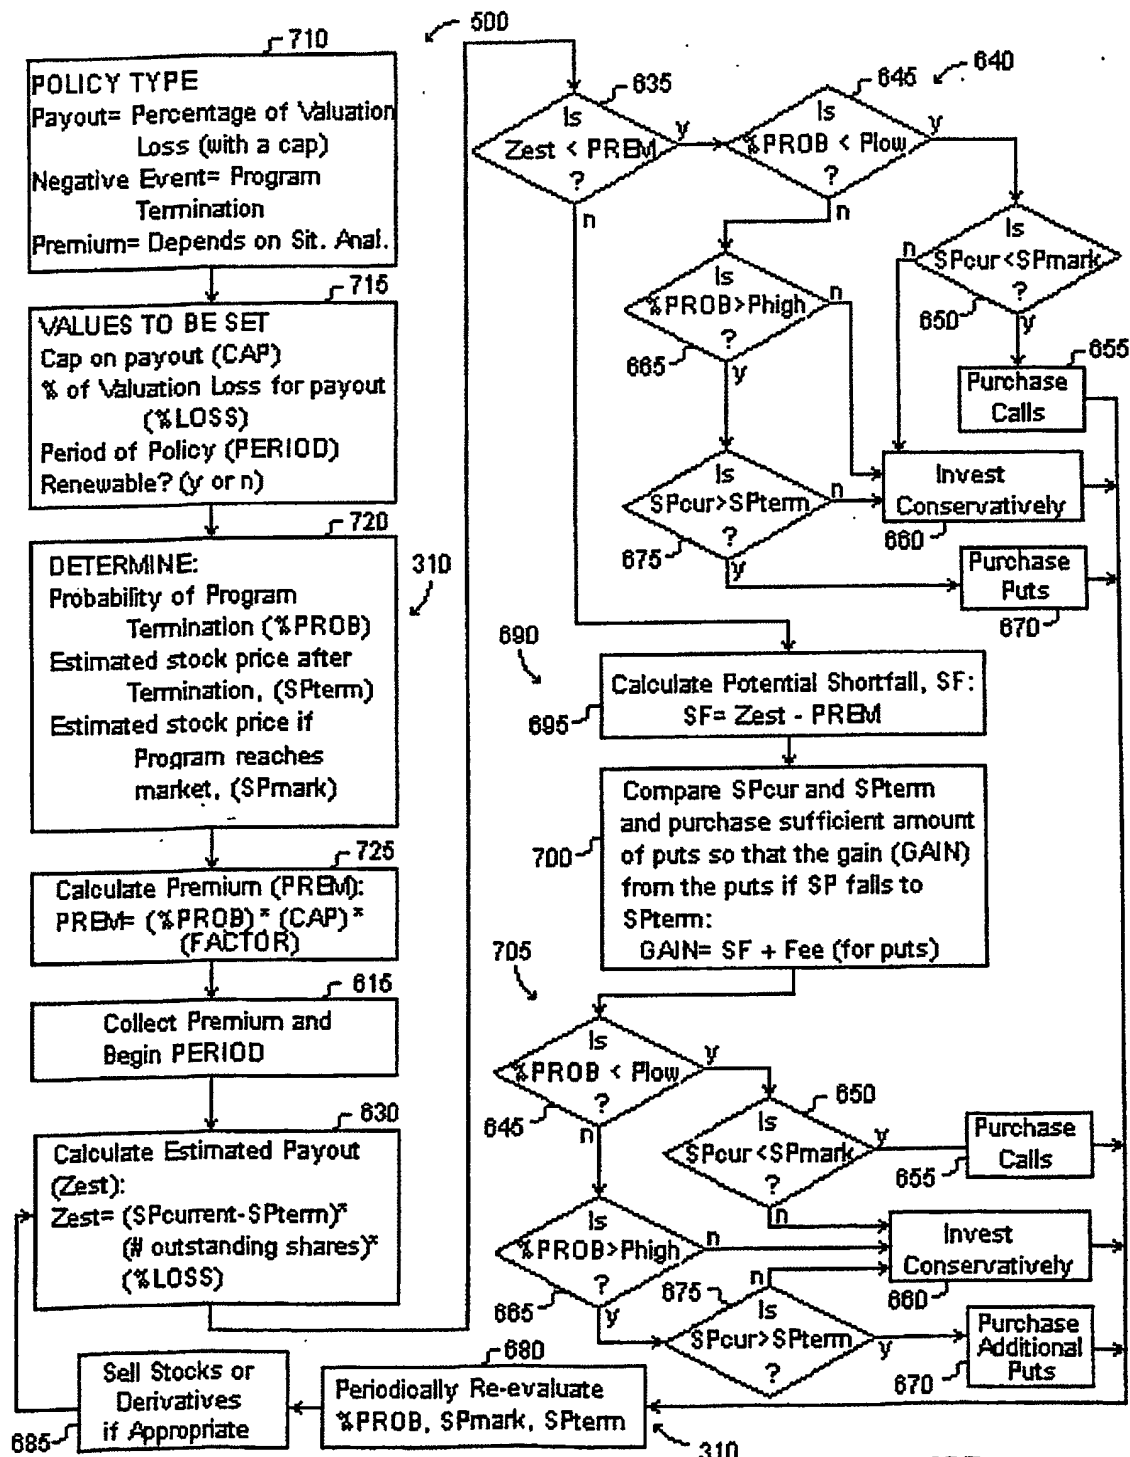 500
710
POLICY TYPE
Payout= Percentage of Valuation
Loss (with a cap)
Negative Event= Program
Termination
Premium= Depends on Sit. Anal.
715
VALUES TO BE SET
Cap on payout (CAP)
% of Valuation Loss for payout
(%LOSS)
Period of Policy (PERIOD)
Renewable? (y or n)
720
310
DETERMINE:
Probability of Program
Termination (%PROB)
Estimated stock price after
Termination, (SPterm)
Estimated stock price if
Program reaches
market, (SPmark)
725
Calculate Premium (PREM):
PREM= (%PROB)* (CAP)*
(FACTOR)
615
Collect Premium and
Begin PERIOD
630
Calculate Estimated Payout
(Zest):
Zest= (SPcurrent-SPterm)*
(# outstanding shares)*
(%LOSS)
635
Is
Zest < PREM
?
y
n
640
645
Is
%PROB < Plow
?
y
n
Is
SPcur<SPmark
?
n
650
y
655
Purchase
Calls
Is
%PROB>Phigh
?
n
665
y
Is
SPcur>SPterm
?
n
675
y
Invest
Conservatively
660
Purchase
Puts
670
690
Calculate Potential Shortfall, SF:
SF= Zest - PREM
695
Compare SPcur and SPterm
and purchase sufficient amount
of puts so that the gain (GAIN)
from the puts if SP falls to
SPterm:
GAIN= SF + Fee (for puts)
700
705
Is
%PROB < Plow
?
y
645
n
650
Is
SPcur<SPmark
?
y
n
Purchase
Calls
655
Is
%PROB>Phigh
?
n
665
y
Invest
Conservatively
660
675
n
Is
SPcur>SPterm
?
y
Purchase
Additional
Puts
670
680
Periodically Re-evaluate
%PROB, SPmark, SPterm
310
Sell Stocks or
Derivatives
if Appropriate
685